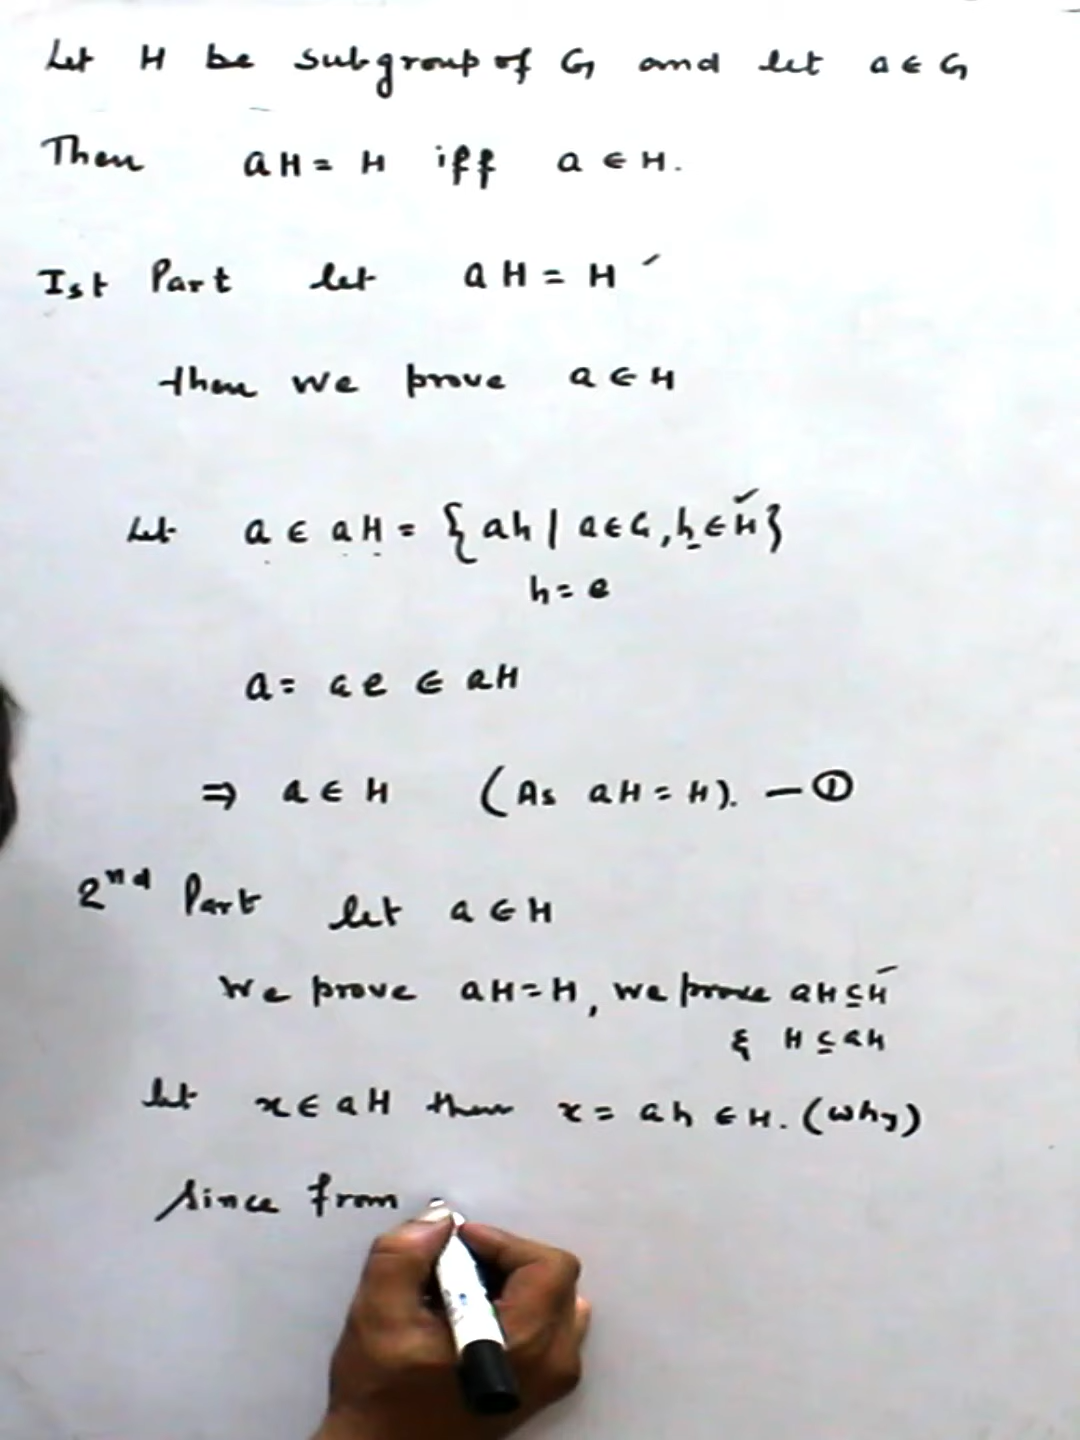 Let H be subgroup of G and let a ∈ G
Then aH = H iff a ∈ H.
Ist Part let aH = H
then we prove a ∈ H
Let a ∈ aH = {ah | a ∈ G, h ∈ H}
h = e
a = ae ∈ aH
⇒ a ∈ H (As aH = H). — ①
2nd Part let a ∈ H
We prove aH = H, we prove aH ⊆ H
& H ⊆ aH
let x ∈ aH then x = ah ∈ H. (why)
Since from